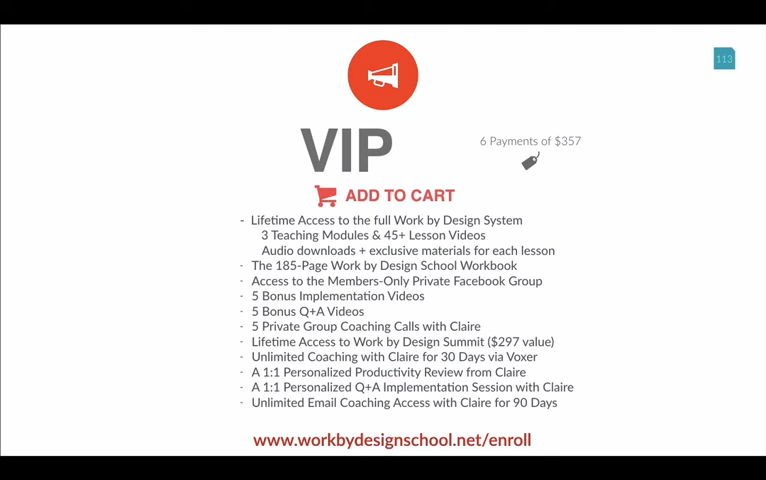 113
VIP
6 Payments of $357
ADD TO CART
- Lifetime Access to the full Work by Design System
3 Teaching Modules & 45+ Lesson Videos
Audio downloads + exclusive materials for each lesson
- The 185-Page Work by Design School Workbook
- Access to the Members-Only Private Facebook Group
- 5 Bonus Implementation Videos
- 5 Bonus Q+A Videos
- 5 Private Group Coaching Calls with Claire
- Lifetime Access to Work by Design Summit ($297 value)
- Unlimited Coaching with Claire for 30 Days via Voxer
- A 1:1 Personalized Productivity Review from Claire
- A 1:1 Personalized Q+A Implementation Session with Claire
- Unlimited Email Coaching Access with Claire for 90 Days
www.workbydesignschool.net/enroll